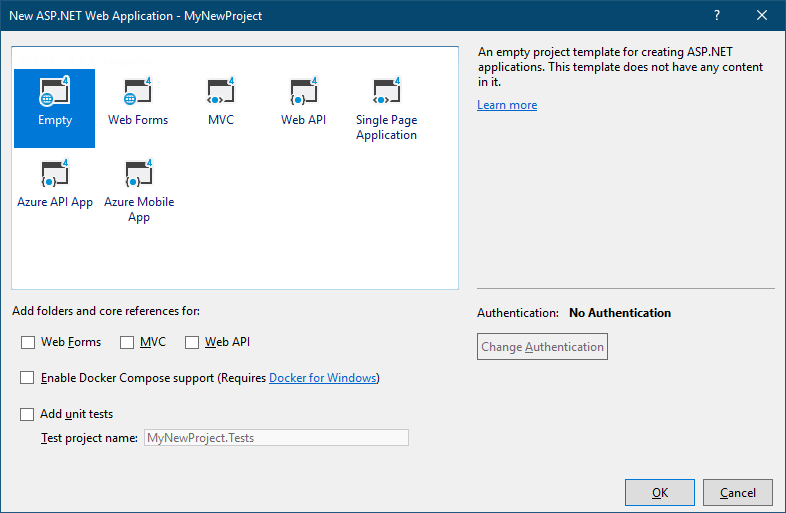 New ASP.NET Web Application - MyNewProject
?
An empty project template for creating ASP.NET
applications. This template does not have any content
in it.
Learn more
4 4 4 4 4
Empty Web Forms MVC Web API Single Page
Application
4 4
Azure API App Azure Mobile
App
Add folders and core references for:
Web Forms MVC Web API
Enable Docker Compose support (Requires Docker for Windows)
Add unit tests
Test project name: MyNewProject.Tests
Authentication: No Authentication
Change Authentication
OK Cancel